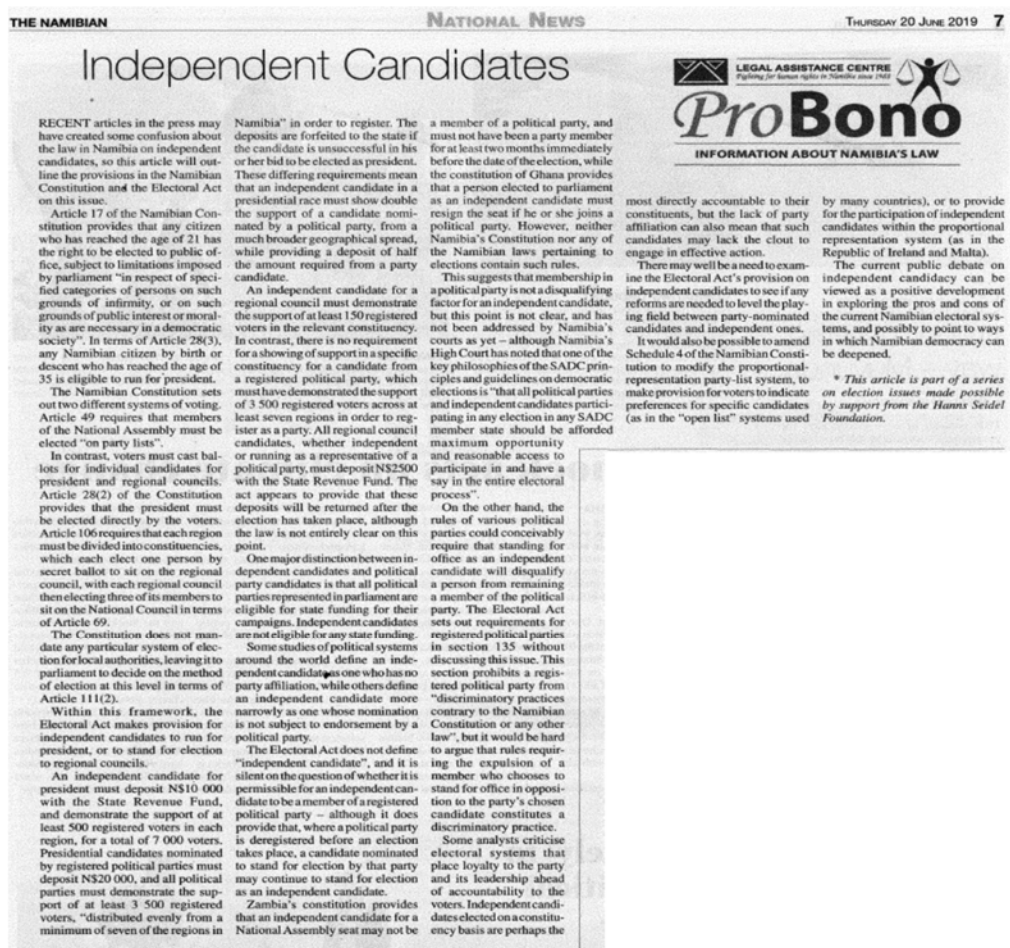 THE NAMIBIAN
NATIONAL NEWS
THURSDAY 20 JUNE 2019 7
Independent Candidates
LEGAL ASSISTANCE CENTRE
Fighting for human rights in Namibia since 1988
ProBono
INFORMATION ABOUT NAMIBIA'S LAW
RECENT articles in the press may
have created some confusion about
the law in Namibia on independent
candidates, so this article will out-
line the provisions in the Namibian
Constitution and the Electoral Act
on this issue.
Article 17 of the Namibian Con-
stitution provides that any citizen
who has reached the age of 21 has
the right to be elected to public of-
fice, subject to limitations imposed
by parliament "in respect of speci-
fied categories of persons on such
grounds of infirmity, or on such
grounds of public interest or moral-
ity as are necessary in a democratic
society". In terms of Article 28(3),
any Namibian citizen by birth or
descent who has reached the age of
35 is eligible to run for president.
The Namibian Constitution sets
out two different systems of voting.
Article 49 requires that members
of the National Assembly must be
elected "on party lists".
In contrast, voters must cast bal-
lots for individual candidates for
president and regional councils.
Article 28(2) of the Constitution
provides that the president must
be elected directly by the voters.
Article 106 requires that each region
must be divided into constituencies,
which each elect one person by
secret ballot to sit on the regional
council, with each regional council
then electing three of its members to
sit on the National Council in terms
of Article 69.
The Constitution does not man-
date any particular system of elec-
tion for local authorities, leaving it to
parliament to decide on the method
of election at this level in terms of
Article 111(2).
Within this framework, the
Electoral Act makes provision for
independent candidates to run for
president, or to stand for election
to regional councils.
An independent candidate for
president must deposit N$10 000
with the State Revenue Fund,
and demonstrate the support of at
least 500 registered voters in each
region, for a total of 7 000 voters.
Presidential candidates nominated
by registered political parties must
deposit N$20 000, and all political
parties must demonstrate the sup-
port of at least 3 500 registered
voters, "distributed evenly from a
minimum of seven of the regions in
Namibia" in order to register. The
deposits are forfeited to the state if
the candidate is unsuccessful in his
or her bid to be elected as president.
These differing requirements mean
that an independent candidate in a
presidential race must show double
the support of a candidate nomi-
nated by a political party, from a
much broader geographical spread,
while providing a deposit of half
the amount required from a party
candidate.
An independent candidate for a
regional council must demonstrate
the support of at least 150 registered
voters in the relevant constituency.
In contrast, there is no requirement
for a showing of support in a specific
constituency for a candidate from
a registered political party, which
must have demonstrated the support
of 3 500 registered voters across at
least seven regions in order to reg-
ister as a party. All regional council
candidates, whether independent
or running as a representative of a
political party, must deposit N$2500
with the State Revenue Fund. The
act appears to provide that these
deposits will be returned after the
election has taken place, although
the law is not entirely clear on this
point.
One major distinction between in-
dependent candidates and political
party candidates is that all political
parties represented in parliament are
eligible for state funding for their
campaigns. Independent candidates
are not eligible for any state funding.
Some studies of political systems
around the world define an inde-
pendent candidate as one who has no
party affiliation, while others define
an independent candidate more
narrowly as one whose nomination
is not subject to endorsement by a
political party.
The Electoral Act does not define
"independent candidate", and it is
silent on the question of whether it is
permissible for an independent can-
didate to be a member of a registered
political party – although it does
provide that, where a political party
is deregistered before an election
takes place, a candidate nominated
to stand for election by that party
may continue to stand for election
as an independent candidate.
Zambia's constitution provides
that an independent candidate for a
National Assembly seat may not be
a member of a political party, and
must not have been a party member
for at least two months immediately
before the date of the election, while
the constitution of Ghana provides
that a person elected to parliament
as an independent candidate must
resign the seat if he or she joins a
political party. However, neither
Namibia's Constitution nor any of
the Namibian laws pertaining to
elections contain such rules.
This suggests that membership in
a political party is not a disqualifying
factor for an independent candidate,
but this point is not clear, and has
not been addressed by Namibia's
courts as yet – although Namibia's
High Court has noted that one of the
key philosophies of the SADC prin-
ciples and guidelines on democratic
elections is "that all political parties
and independent candidates partici-
pating in any election in any SADC
member state should be afforded
maximum opportunity
and reasonable access to
participate in and have a
say in the entire electoral
process".
On the other hand, the
rules of various political
parties could conceivably
require that standing for
office as an independent
candidate will disqualify
a person from remaining
a member of the political
party. The Electoral Act
sets out requirements for
registered political parties
in section 135 without
discussing this issue. This
section prohibits a regis-
tered political party from
"discriminatory practices
contrary to the Namibian
Constitution or any other
law", but it would be hard
to argue that rules requir-
ing the expulsion of a
member who chooses to
stand for office in opposi-
tion to the party's chosen
candidate constitutes a
discriminatory practice.
Some analysts criticise
electoral systems that
place loyalty to the party
and its leadership ahead
of accountability to the
voters. Independent candi-
dates elected on a constitu-
ency basis are perhaps the
most directly accountable to their
constituents, but the lack of party
affiliation can also mean that such
candidates may lack the clout to
engage in effective action.
There may well be a need to exam-
ine the Electoral Act's provision on
independent candidates to see if any
reforms are needed to level the play-
ing field between party-nominated
candidates and independent ones.
It would also be possible to amend
Schedule 4 of the Namibian Consti-
tution to modify the proportional-
representation party-list system, to
make provision for voters to indicate
preferences for specific candidates
(as in the "open list" systems used
by many countries), or to provide
for the participation of independent
candidates within the proportional
representation system (as in the
Republic of Ireland and Malta).
The current public debate on
independent candidacy can be
viewed as a positive development
in exploring the pros and cons of
the current Namibian electoral sys-
tems, and possibly to point to ways
in which Namibian democracy can
be deepened.
* This article is part of a series
on election issues made possible
by support from the Hanns Seidel
Foundation.